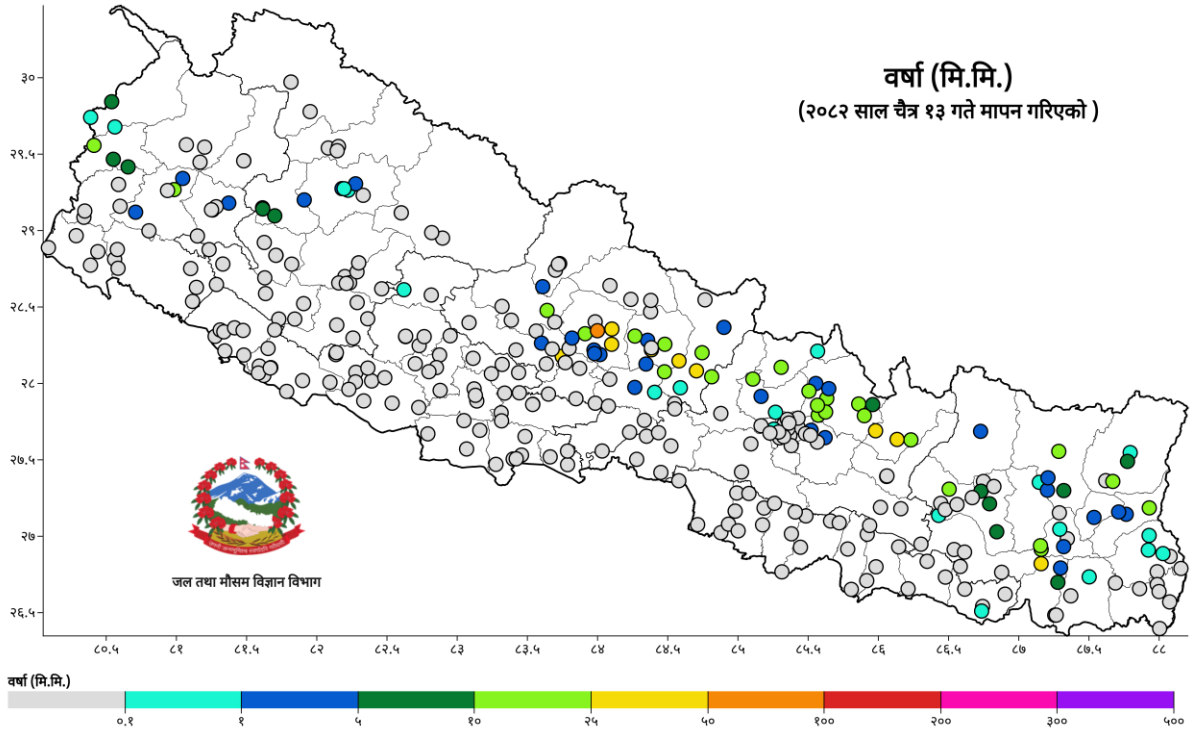 वर्षा (मि.मि.)
(२०८२ साल चैत्र १३ गते मापन गरिएको )
३०
२९.५
२९
२८.५
२८
२७.५
२७
२६.५
जल तथा मौसम विज्ञान विभाग
८०.५ ८१ ८१.५ ८२ ८२.५ ८३ ८३.५ ८४ ८४.५ ८५ ८५.५ ८६ ८६.५ ८७ ८७.५ ८८
वर्षा (मि.मि.)
०.१ १ ५ १० २५ ५० १०० २०० ३०० ५००